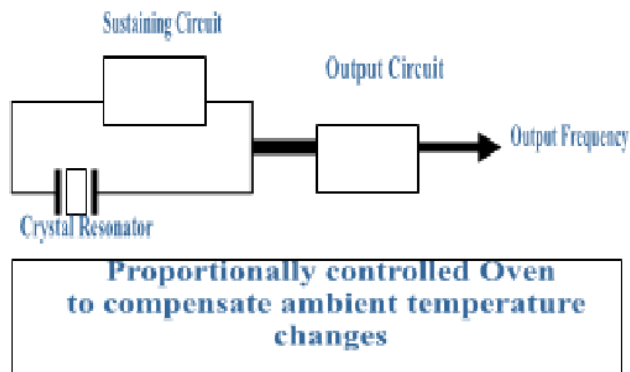 Sustaining Circuit
Output Circuit
Output Frequency
Crystal Resonator
Proportionally controlled Oven
to compensate ambient temperature
changes